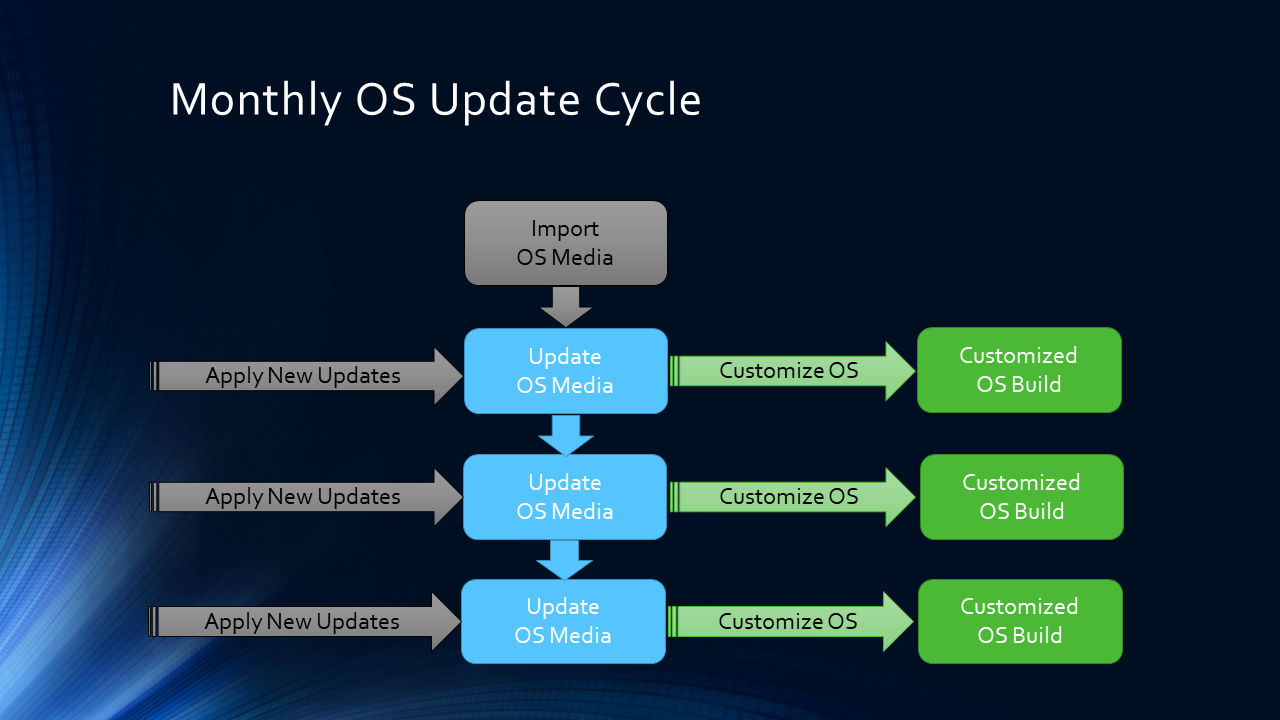 Monthly OS Update Cycle
Import
OS Media
Apply New Updates
Update
OS Media
Customize OS
Customized
OS Build
Apply New Updates
Update
OS Media
Customize OS
Customized
OS Build
Apply New Updates
Update
OS Media
Customize OS
Customized
OS Build